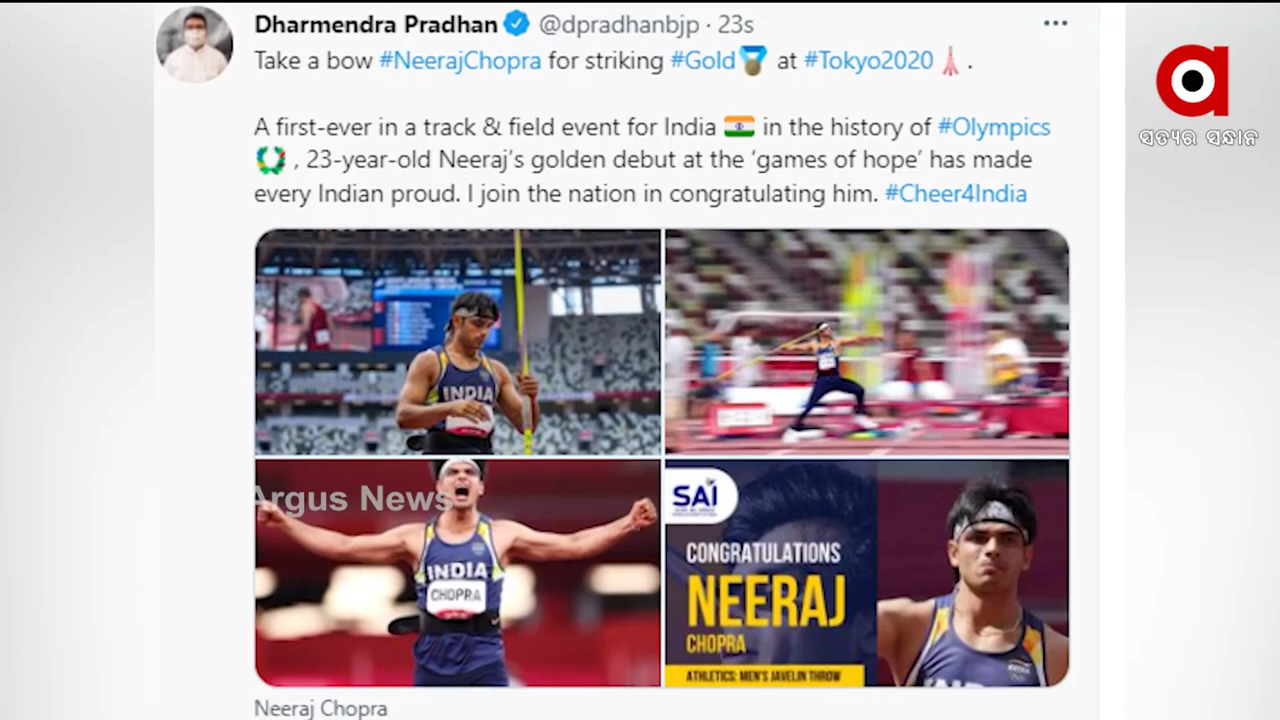 Dharmendra Pradhan @dpradhanbjp · 23s
Take a bow #NeerajChopra for striking #Gold🏅 at #Tokyo2020🗼.
A first-ever in a track & field event for India 🇮🇳 in the history of #Olympics
, 23-year-old Neeraj's golden debut at the 'games of hope' has made
every Indian proud. I join the nation in congratulating him. #Cheer4India
INDIA
Argus News
INDIA
CHOPRA
SAI
CONGRATULATIONS
NEERAJ
CHOPRA
ATHLETICS: MEN'S JAVELIN THROW
Neeraj Chopra
a
ସତ୍ୟର ସନ୍ଧାନ